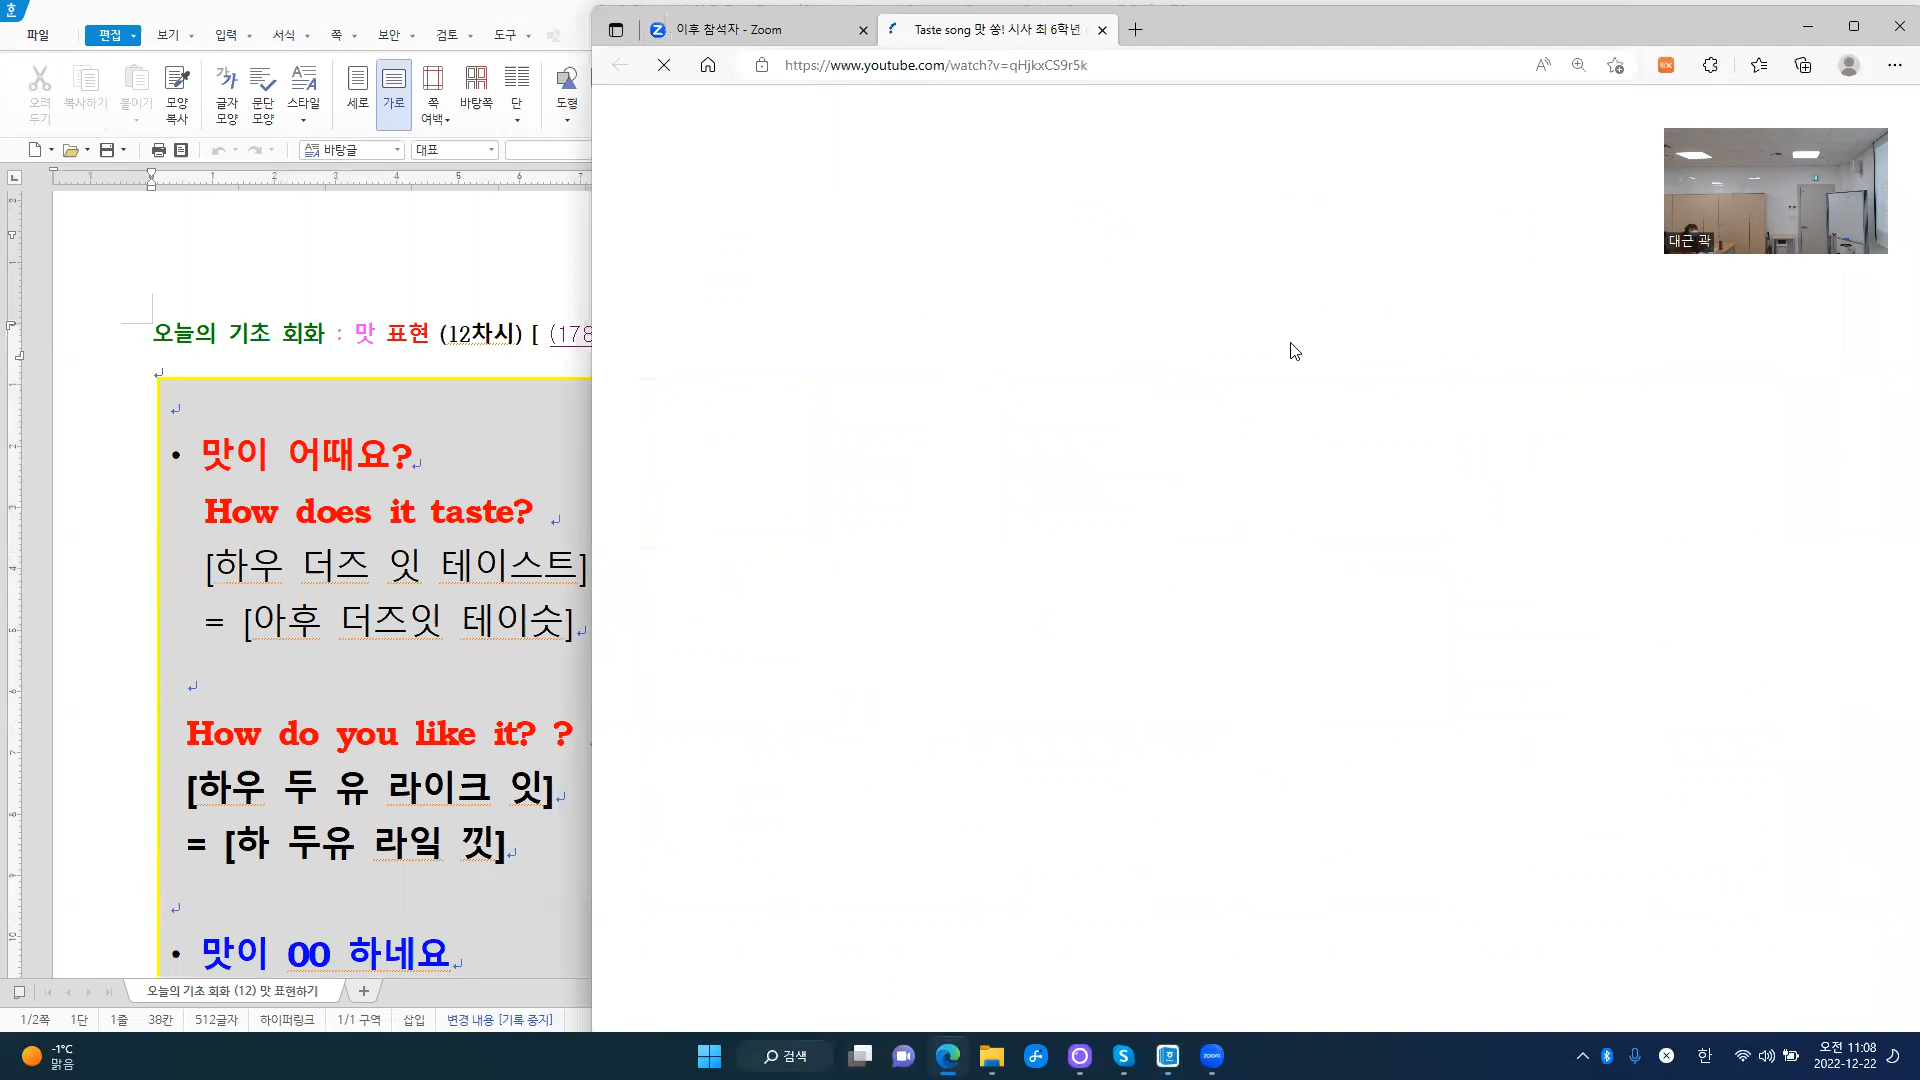 이후 참석자 - Zoom
Taste song 맛 쏭! 시사 최 6학년
https://www.youtube.com/watch?v=qHjkxCS9r5k
파일 편집 보기 입력 서식 쪽 보안 검토 도구
오려 두기
복사하기
붙이기
모양 복사
글자 모양
문단 모양
스타일
세로
가로
쪽 여백
바탕쪽
단
도형
바탕글
대표
1 1 2 3 4 5 6 7
대근 곽
오늘의 기초 회화 : 맛 표현 (12차시) [ (178
• 맛이 어때요?
How does it taste?
[하우 더즈 잇 테이스트]
= [아후 더즈잇 테이슷]
How do you like it? ?
[하우 두 유 라이크 잇]
= [하 두유 라잌 낏]
• 맛이 00 하네요
오늘의 기초 회화 (12) 맛 표현하기
1/2쪽 1단 1줄 38칸 512글자 하이퍼링크 1/1 구역 삽입 변경 내용 [기록 중지]
-1°C
맑음
검색
zoom
한
오전 11:08
2022-12-22